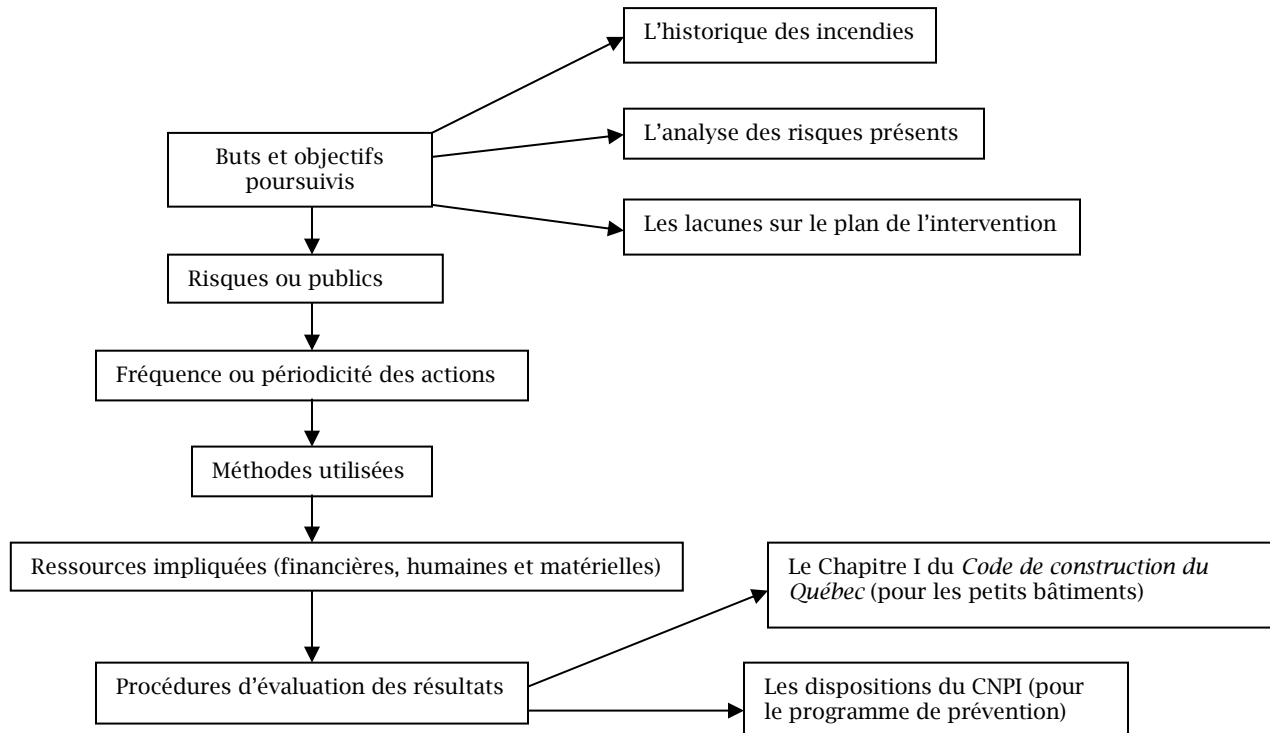 L’historique des incendies
L’analyse des risques présents
Buts et objectifs
poursuivis
Les lacunes sur le plan de l’intervention
Risques ou publics
Fréquence ou périodicité des actions
Méthodes utilisées
Ressources impliquées (financières, humaines et matérielles)
Le Chapitre I du Code de construction du
Québec (pour les petits bâtiments)
Procédures d’évaluation des résultats
Les dispositions du CNPI (pour
le programme de prévention)